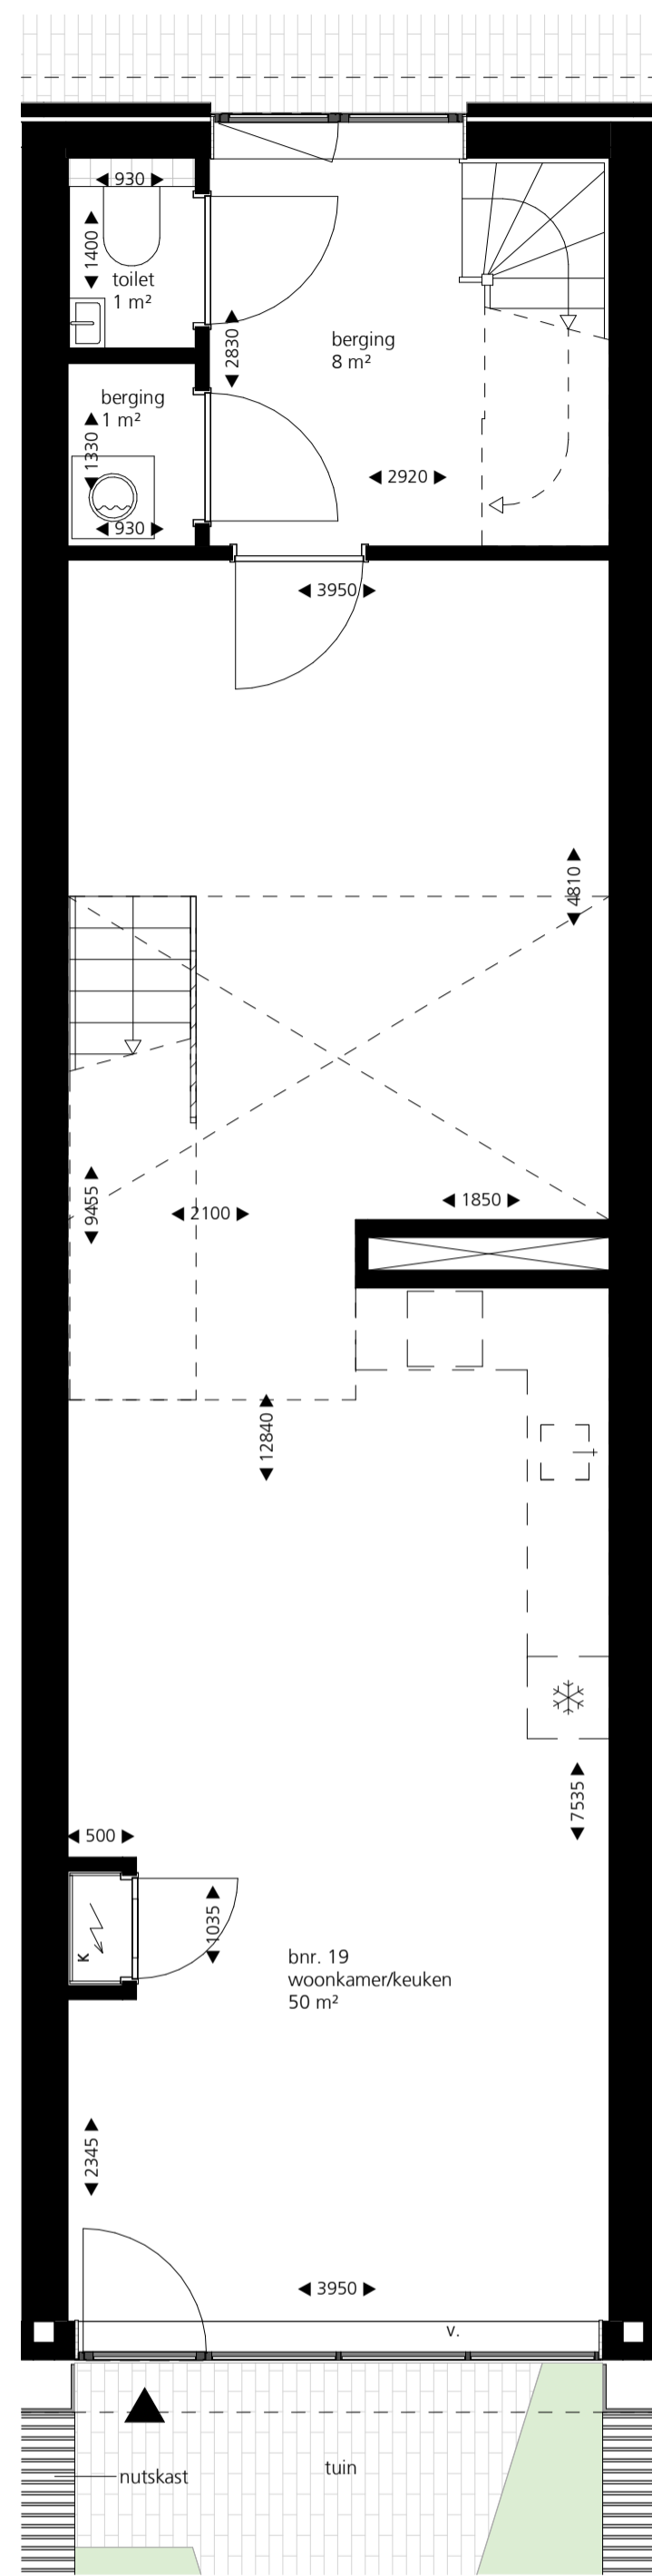 930
1400
toilet
1 m²
2830
berging
8 m²
berging
1 m²
1330
2920
930
3950
4810
9455
2100
1850
12840
7535
500
1035
K
bnr. 19
woonkamer/keuken
50 m²
2345
3950
v.
tuin
nutskast